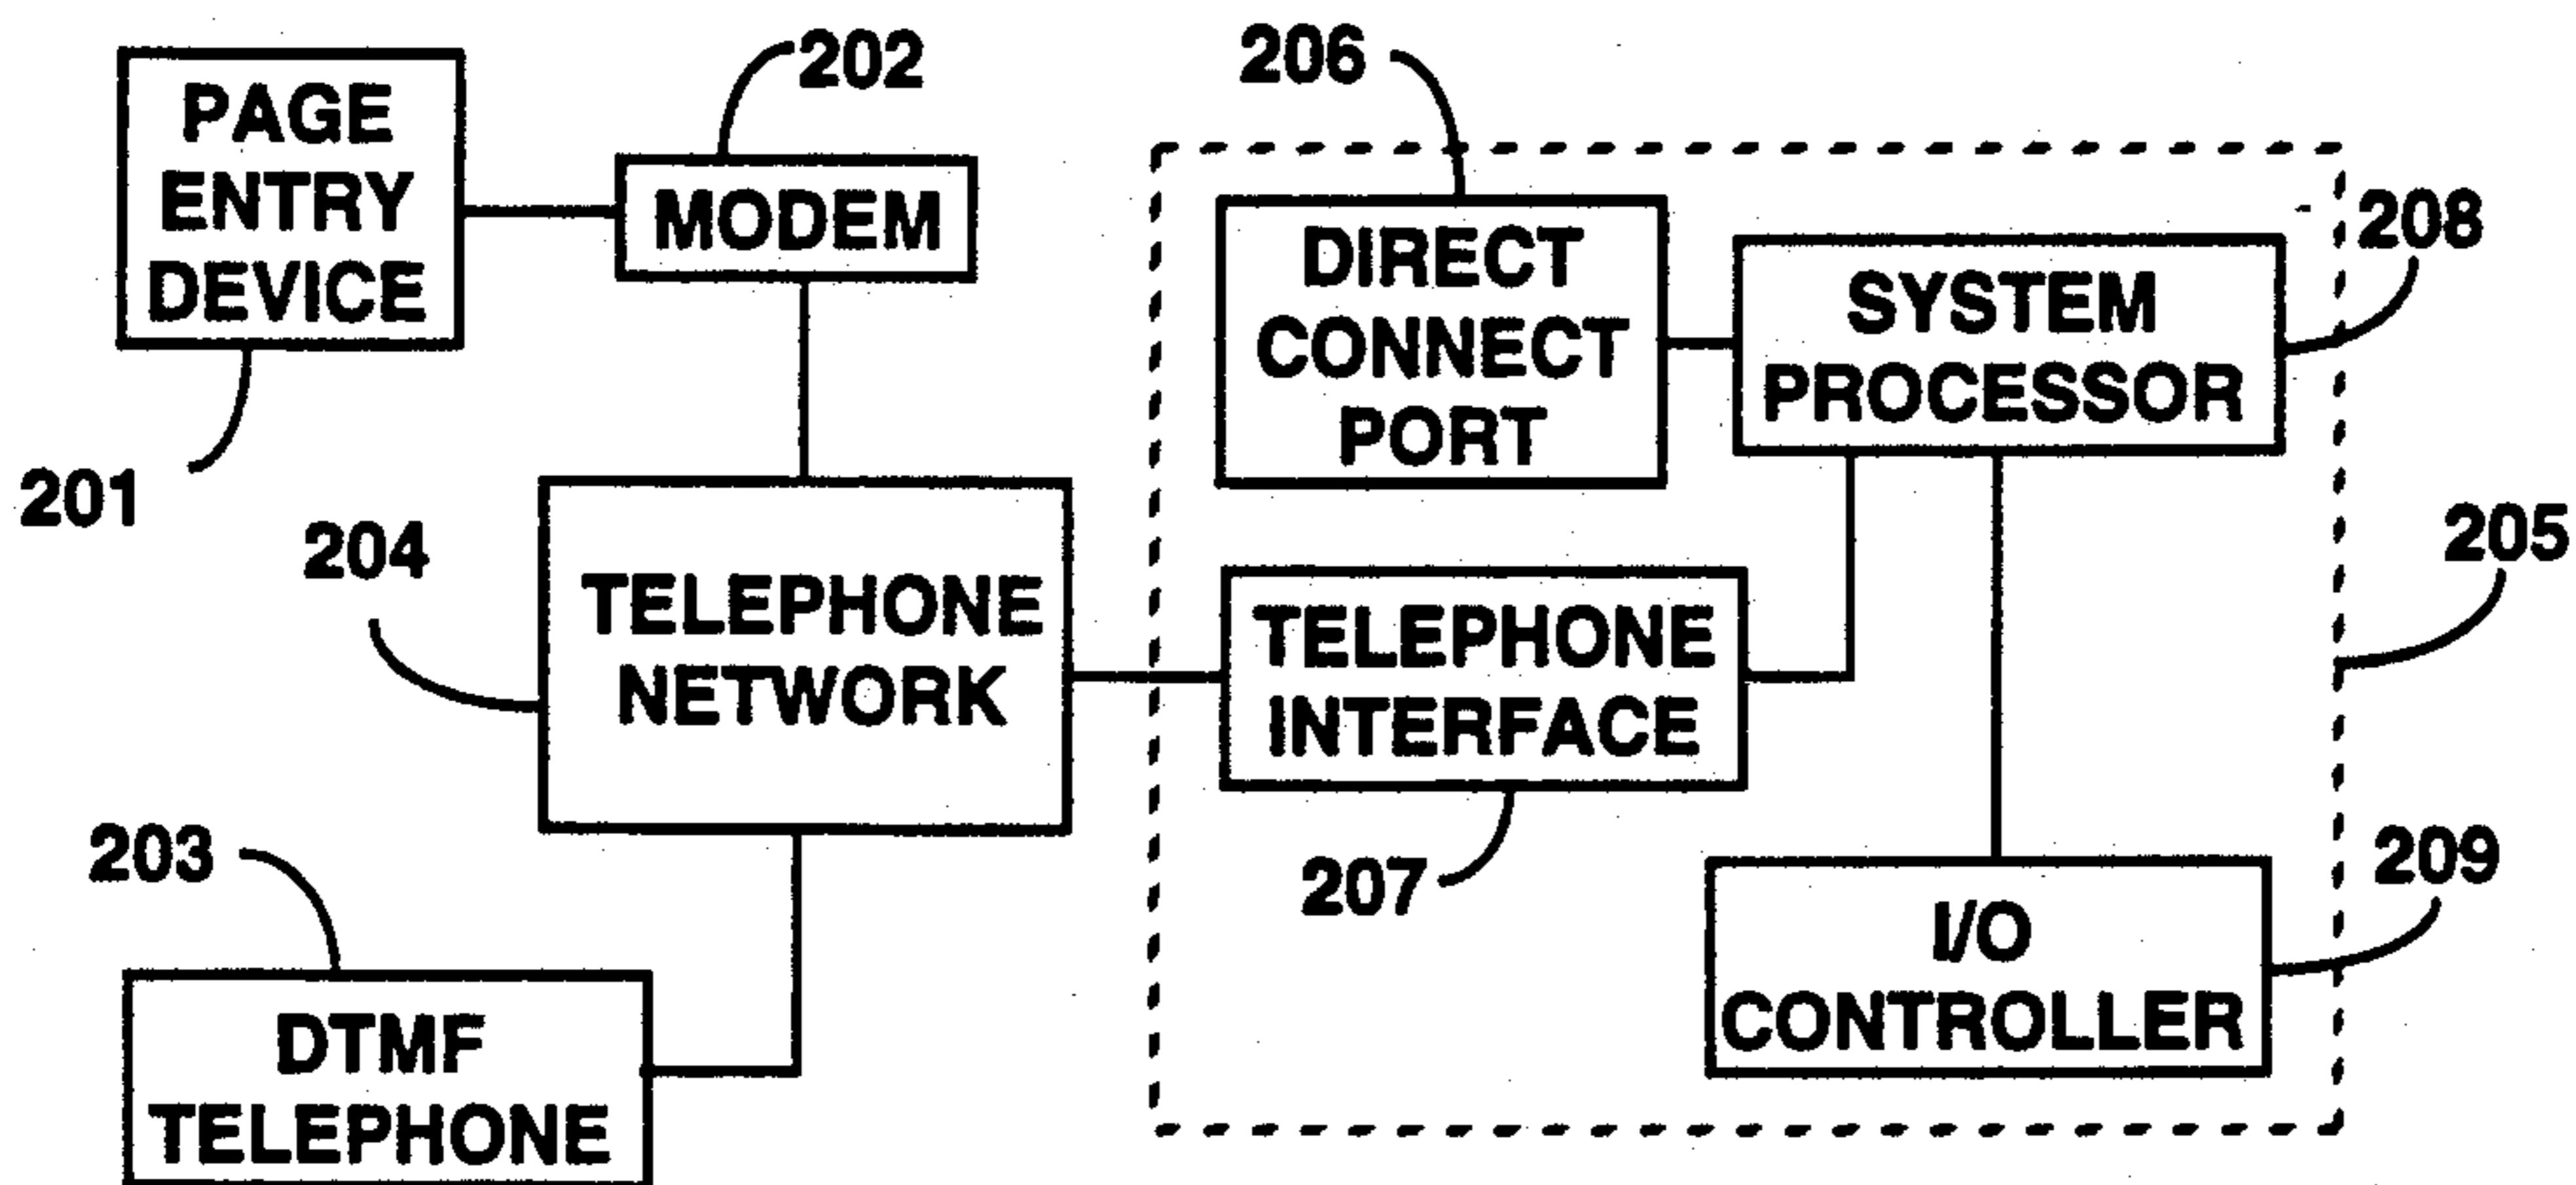 202
206
PAGE
ENTRY
DEVICE
MODEM
208
DIRECT
CONNECT
PORT
SYSTEM
PROCESSOR
201
204
205
TELEPHONE
NETWORK
TELEPHONE
INTERFACE
203
207
209
I/O
CONTROLLER
DTMF
TELEPHONE